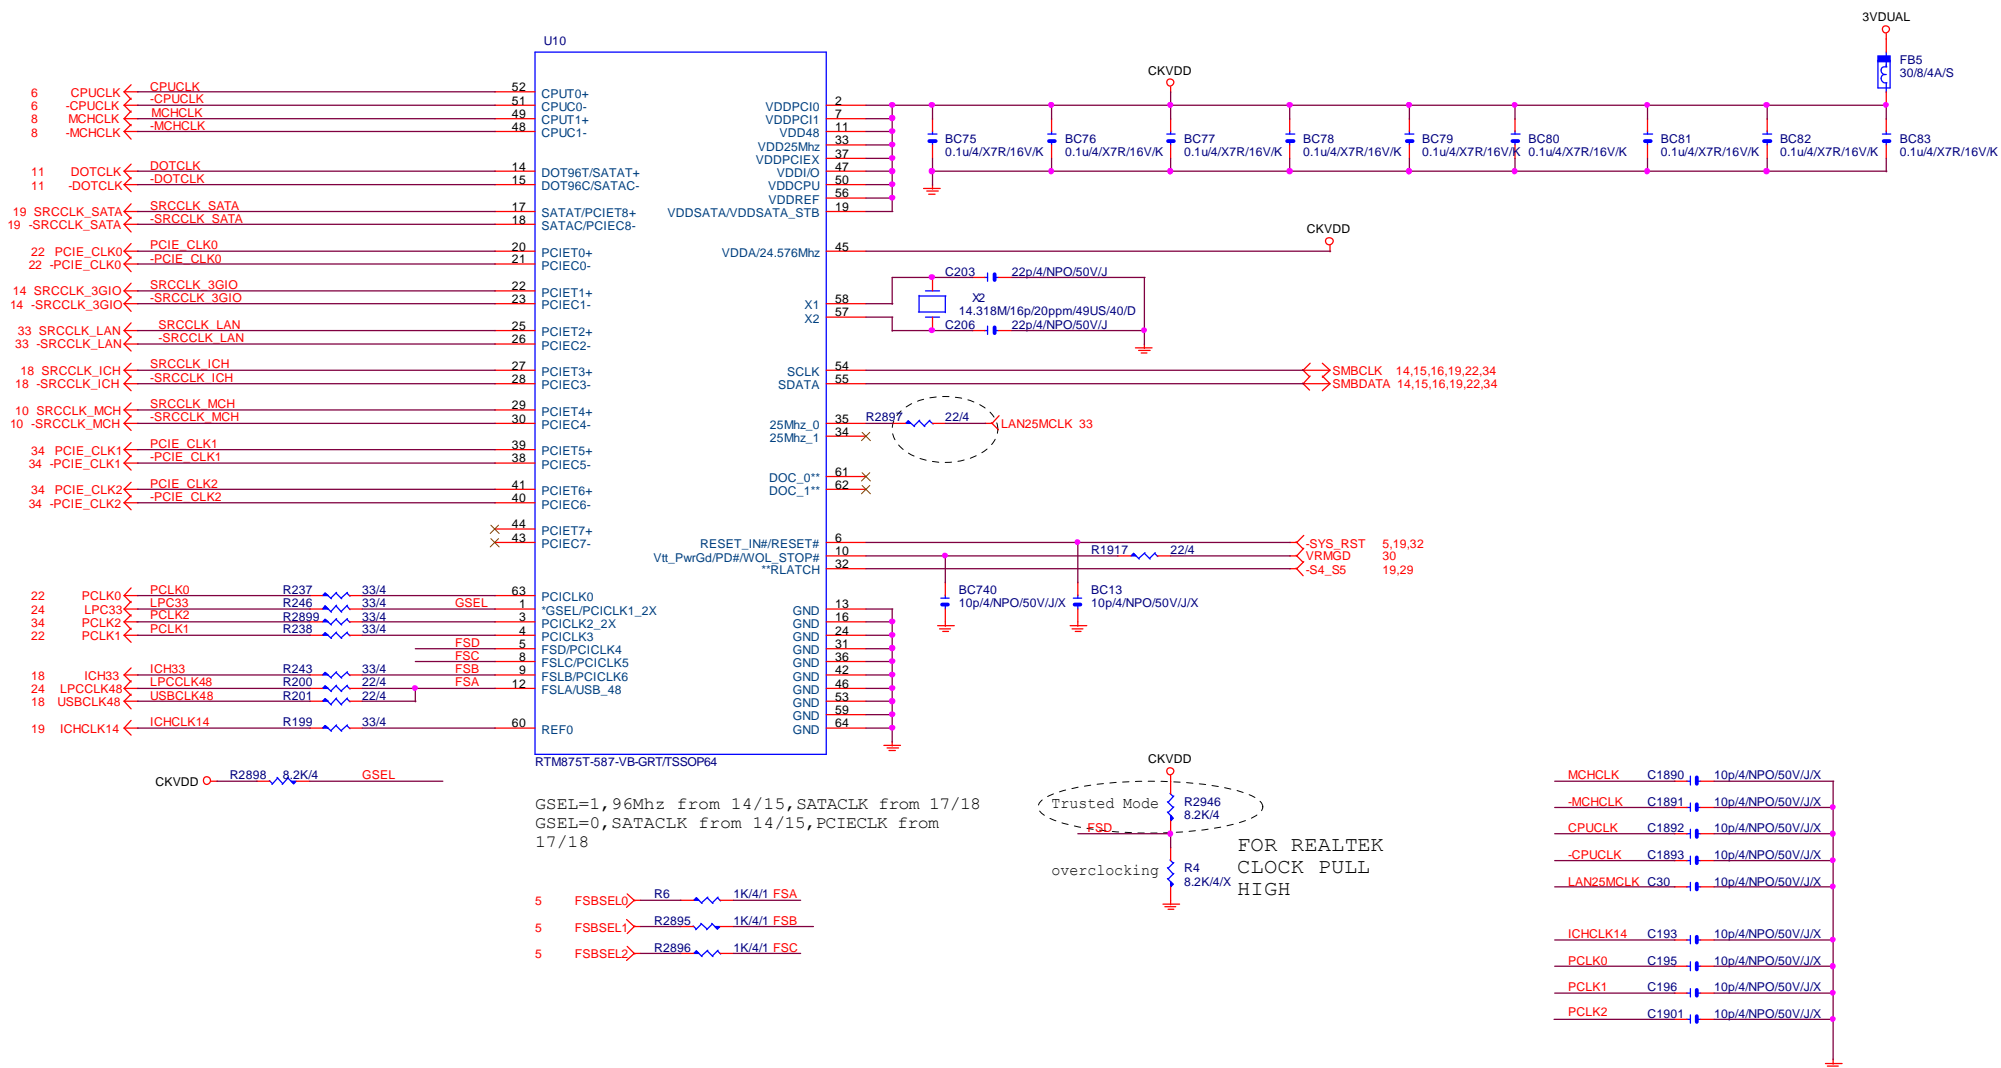 U10
6 CPUCLK CPUCLK 52 CPUT0+
6 -CPUCLK -CPUCLK 51 CPUC0-
8 MCHCLK MCHCLK 49 CPUT1+
8 -MCHCLK -MCHCLK 48 CPUC1-
11 DOTCLK DOTCLK 14 DOT96T/SATAT+
11 -DOTCLK -DOTCLK 15 DOT96C/SATAC-
19 SRCCLK_SATA SRCCLK_SATA 17 SATAT/PCIET8+
19 -SRCCLK_SATA -SRCCLK_SATA 18 SATAC/PCIEC8-
22 PCIE_CLK0 PCIE_CLK0 20 PCIET0+
22 -PCIE_CLK0 -PCIE_CLK0 21 PCIEC0-
14 SRCCLK_3GIO SRCCLK_3GIO 22 PCIET1+
14 -SRCCLK_3GIO -SRCCLK_3GIO 23 PCIEC1-
33 SRCCLK_LAN SRCCLK_LAN 25 PCIET2+
33 -SRCCLK_LAN -SRCCLK_LAN 26 PCIEC2-
18 SRCCLK_ICH SRCCLK_ICH 27 PCIET3+
18 -SRCCLK_ICH -SRCCLK_ICH 28 PCIEC3-
10 SRCCLK_MCH SRCCLK_MCH 29 PCIET4+
10 -SRCCLK_MCH -SRCCLK_MCH 30 PCIEC4-
34 PCIE_CLK1 PCIE_CLK1 39 PCIET5+
34 -PCIE_CLK1 -PCIE_CLK1 38 PCIEC5-
34 PCIE_CLK2 PCIE_CLK2 41 PCIET6+
34 -PCIE_CLK2 -PCIE_CLK2 40 PCIEC6-
44 PCIET7+
43 PCIEC7-
22 PCLK0 PCLK0 R237 33/4 63 PCICLK0
24 LPC33 LPC33 R246 33/4 GSEL 1 *GSEL/PCICLK1_2X
34 PCLK2 PCLK2 R2899 33/4 3 PCICLK2_2X
22 PCLK1 PCLK1 R238 33/4 4 PCICLK3
FSD 5 FSD/PCICLK4
FSC 8 FSLC/PCICLK5
18 ICH33 ICH33 R243 33/4 FSB 9 FSLB/PCICLK6
24 LPCCLK48 LPCCLK48 R200 22/4 FSA 12 FSLA/USB_48
18 USBCLK48 USBCLK48 R201 22/4
19 ICHCLK14 ICHCLK14 R199 33/4 60 REF0
RTM875T-587-VB-GRT/TSSOP64
CKVDD R2898 8.2K/4 GSEL
VDDPCI0 2
VDDPCI1 7
VDD48 11
VDD25Mhz 33
VDDPCIEX 37
VDDI/O 47
VDDCPU 50
VDDREF 56
VDDSATA/VDDSATA_STB 19
VDDA/24.576Mhz 45 CKVDD
X1 58
X2 57
SCLK 54 SMBCLK 14,15,16,19,22,34
SDATA 55 SMBDATA 14,15,16,19,22,34
25Mhz_0 35 R2897 22/4 LAN25MCLK 33
25Mhz_1 34
DOC_0** 61
DOC_1** 62
RESET_IN#/RESET# 6 -SYS_RST 5,19,32
Vtt_PwrGd/PD#/WOL_STOP# 10 R1917 22/4 VRMGD 30
**RLATCH 32 -S4_S5 19,29
GND 13
GND 16
GND 24
GND 31
GND 36
GND 42
GND 46
GND 53
GND 59
GND 64
3VDUAL
FB5
30/8/4A/S
CKVDD
BC75
0.1u/4/X7R/16V/K
BC76
0.1u/4/X7R/16V/K
BC77
0.1u/4/X7R/16V/K
BC78
0.1u/4/X7R/16V/K
BC79
0.1u/4/X7R/16V/K
BC80
0.1u/4/X7R/16V/K
BC81
0.1u/4/X7R/16V/K
BC82
0.1u/4/X7R/16V/K
BC83
0.1u/4/X7R/16V/K
C203 22p/4/NPO/50V/J
X2
14.318M/16p/20ppm/49US/40/D
C206 22p/4/NPO/50V/J
BC740
10p/4/NPO/50V/J/X
BC13
10p/4/NPO/50V/J/X
GSEL=1,96Mhz from 14/15,SATACLK from 17/18
GSEL=0,SATACLK from 14/15,PCIECLK from
17/18
5 FSBSEL0 R6 1K/4/1 FSA
5 FSBSEL1 R2895 1K/4/1 FSB
5 FSBSEL2 R2896 1K/4/1 FSC
CKVDD
Trusted Mode R2946
8.2K/4
FSD
overclocking R4
8.2K/4/X
FOR REALTEK
CLOCK PULL
HIGH
MCHCLK C1890 10p/4/NPO/50V/J/X
-MCHCLK C1891 10p/4/NPO/50V/J/X
CPUCLK C1892 10p/4/NPO/50V/J/X
-CPUCLK C1893 10p/4/NPO/50V/J/X
LAN25MCLK C30 10p/4/NPO/50V/J/X
ICHCLK14 C193 10p/4/NPO/50V/J/X
PCLK0 C195 10p/4/NPO/50V/J/X
PCLK1 C196 10p/4/NPO/50V/J/X
PCLK2 C1901 10p/4/NPO/50V/J/X